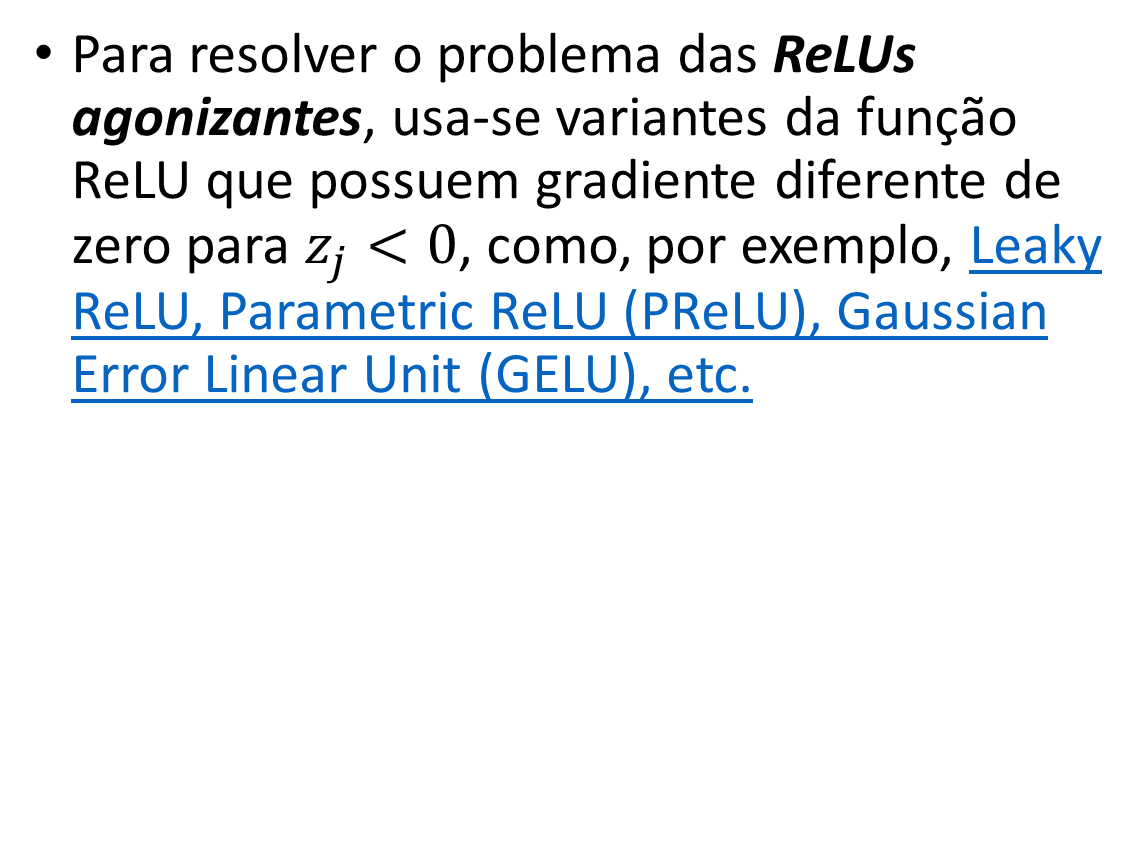 • Para resolver o problema das ReLUs
agonizantes, usa-se variantes da função
ReLU que possuem gradiente diferente de
zero para 𝑧𝑗 < 0, como, por exemplo, Leaky
ReLU, Parametric ReLU (PReLU), Gaussian
Error Linear Unit (GELU), etc.